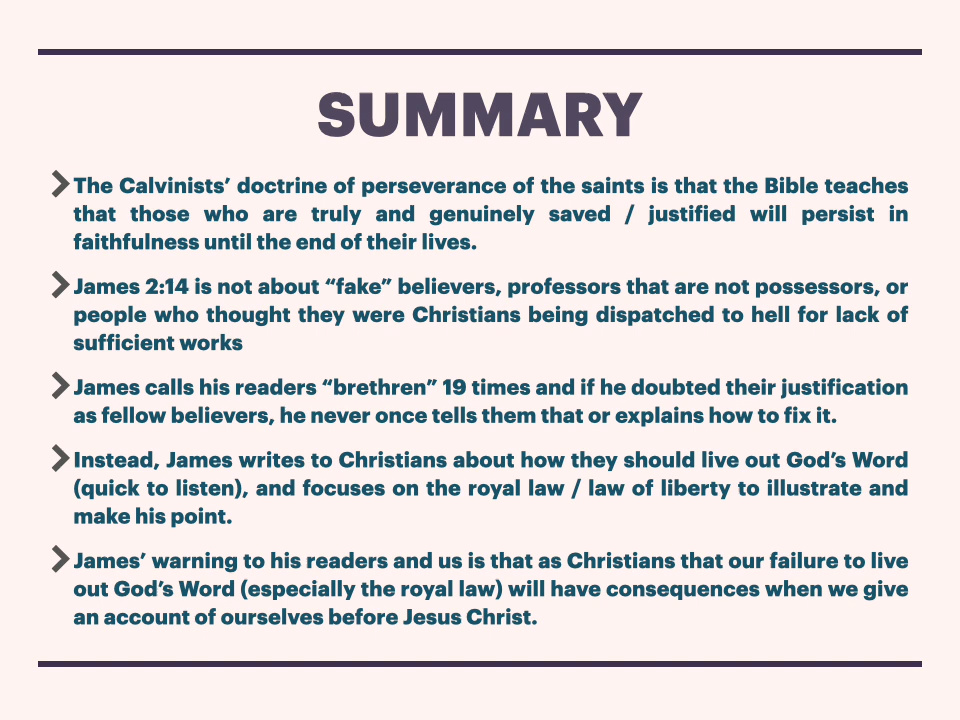 SUMMARY
The Calvinists’ doctrine of perseverance of the saints is that the Bible teaches
that those who are truly and genuinely saved / justified will persist in
faithfulness until the end of their lives.
James 2:14 is not about “fake” believers, professors that are not possessors, or
people who thought they were Christians being dispatched to hell for lack of
sufficient works
James calls his readers “brethren” 19 times and if he doubted their justification
as fellow believers, he never once tells them that or explains how to fix it.
Instead, James writes to Christians about how they should live out God’s Word
(quick to listen), and focuses on the royal law / law of liberty to illustrate and
make his point.
James’ warning to his readers and us is that as Christians that our failure to live
out God’s Word (especially the royal law) will have consequences when we give
an account of ourselves before Jesus Christ.